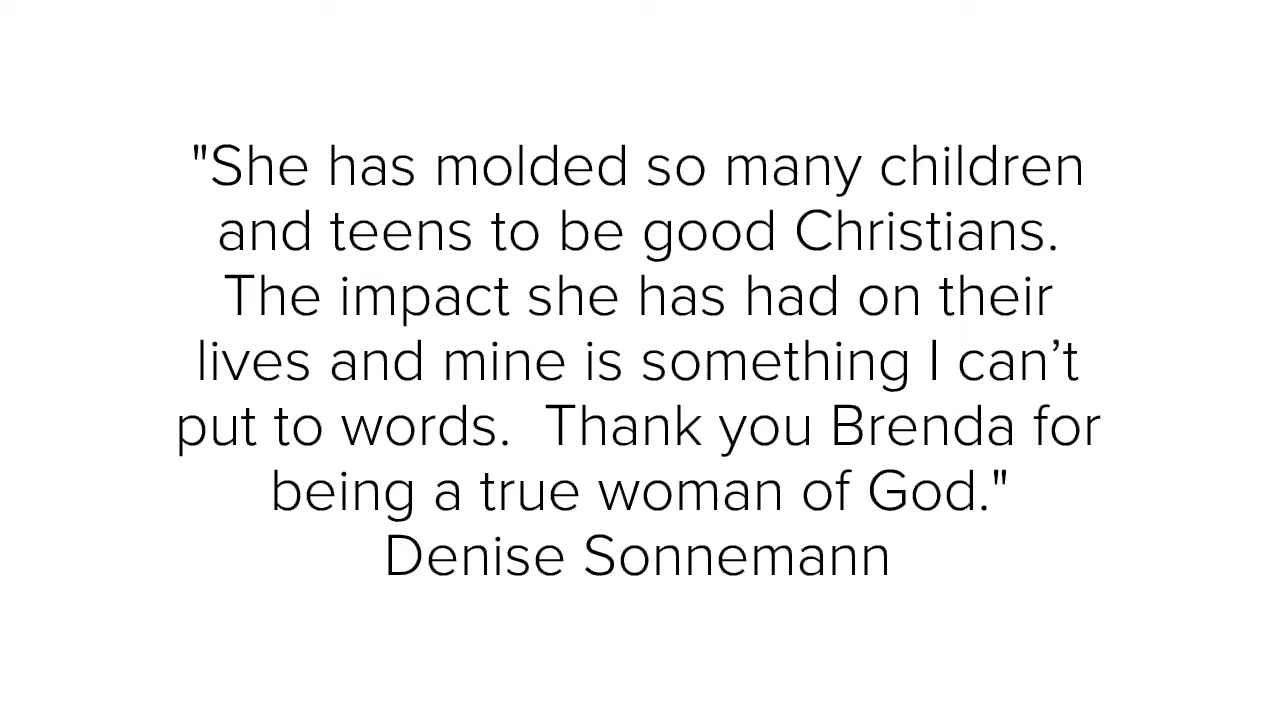 "She has molded so many children
and teens to be good Christians.
The impact she has had on their
lives and mine is something I can’t
put to words.  Thank you Brenda for
being a true woman of God."
Denise Sonnemann